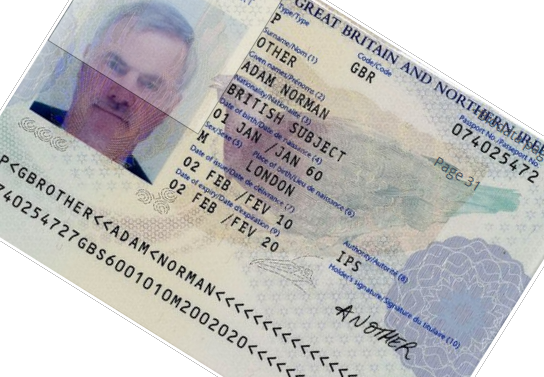 GREAT BRITAIN AND NORTHERN IREL
Type/Type Code/Code Passport No./Passeport No.
P GBR 074025472
Surname/Nom (1)
OTHER
Given names/Prénoms (2)
ADAM NORMAN
Nationality/Nationalité (3)
BRITISH SUBJECT
Date of birth/Date de naissance (4)
01 JAN /JAN 60
Sex/Sexe (5) Place of birth/Lieu de naissance (6)
M LONDON
Date of issue/Date de délivrance (7)
02 FEB /FEV 10
Authority/Autorité (8)
IPS
Date of expiry/Date d'expiration (9)
02 FEB /FEV 20
Holder's signature/Signature du titulaire (10)
ANOTHER
Page 31
P<GBROTHER<<ADAM<NORMAN<<<<<<<<<<<<
740254727GBS6001010M2002020<<<<<<